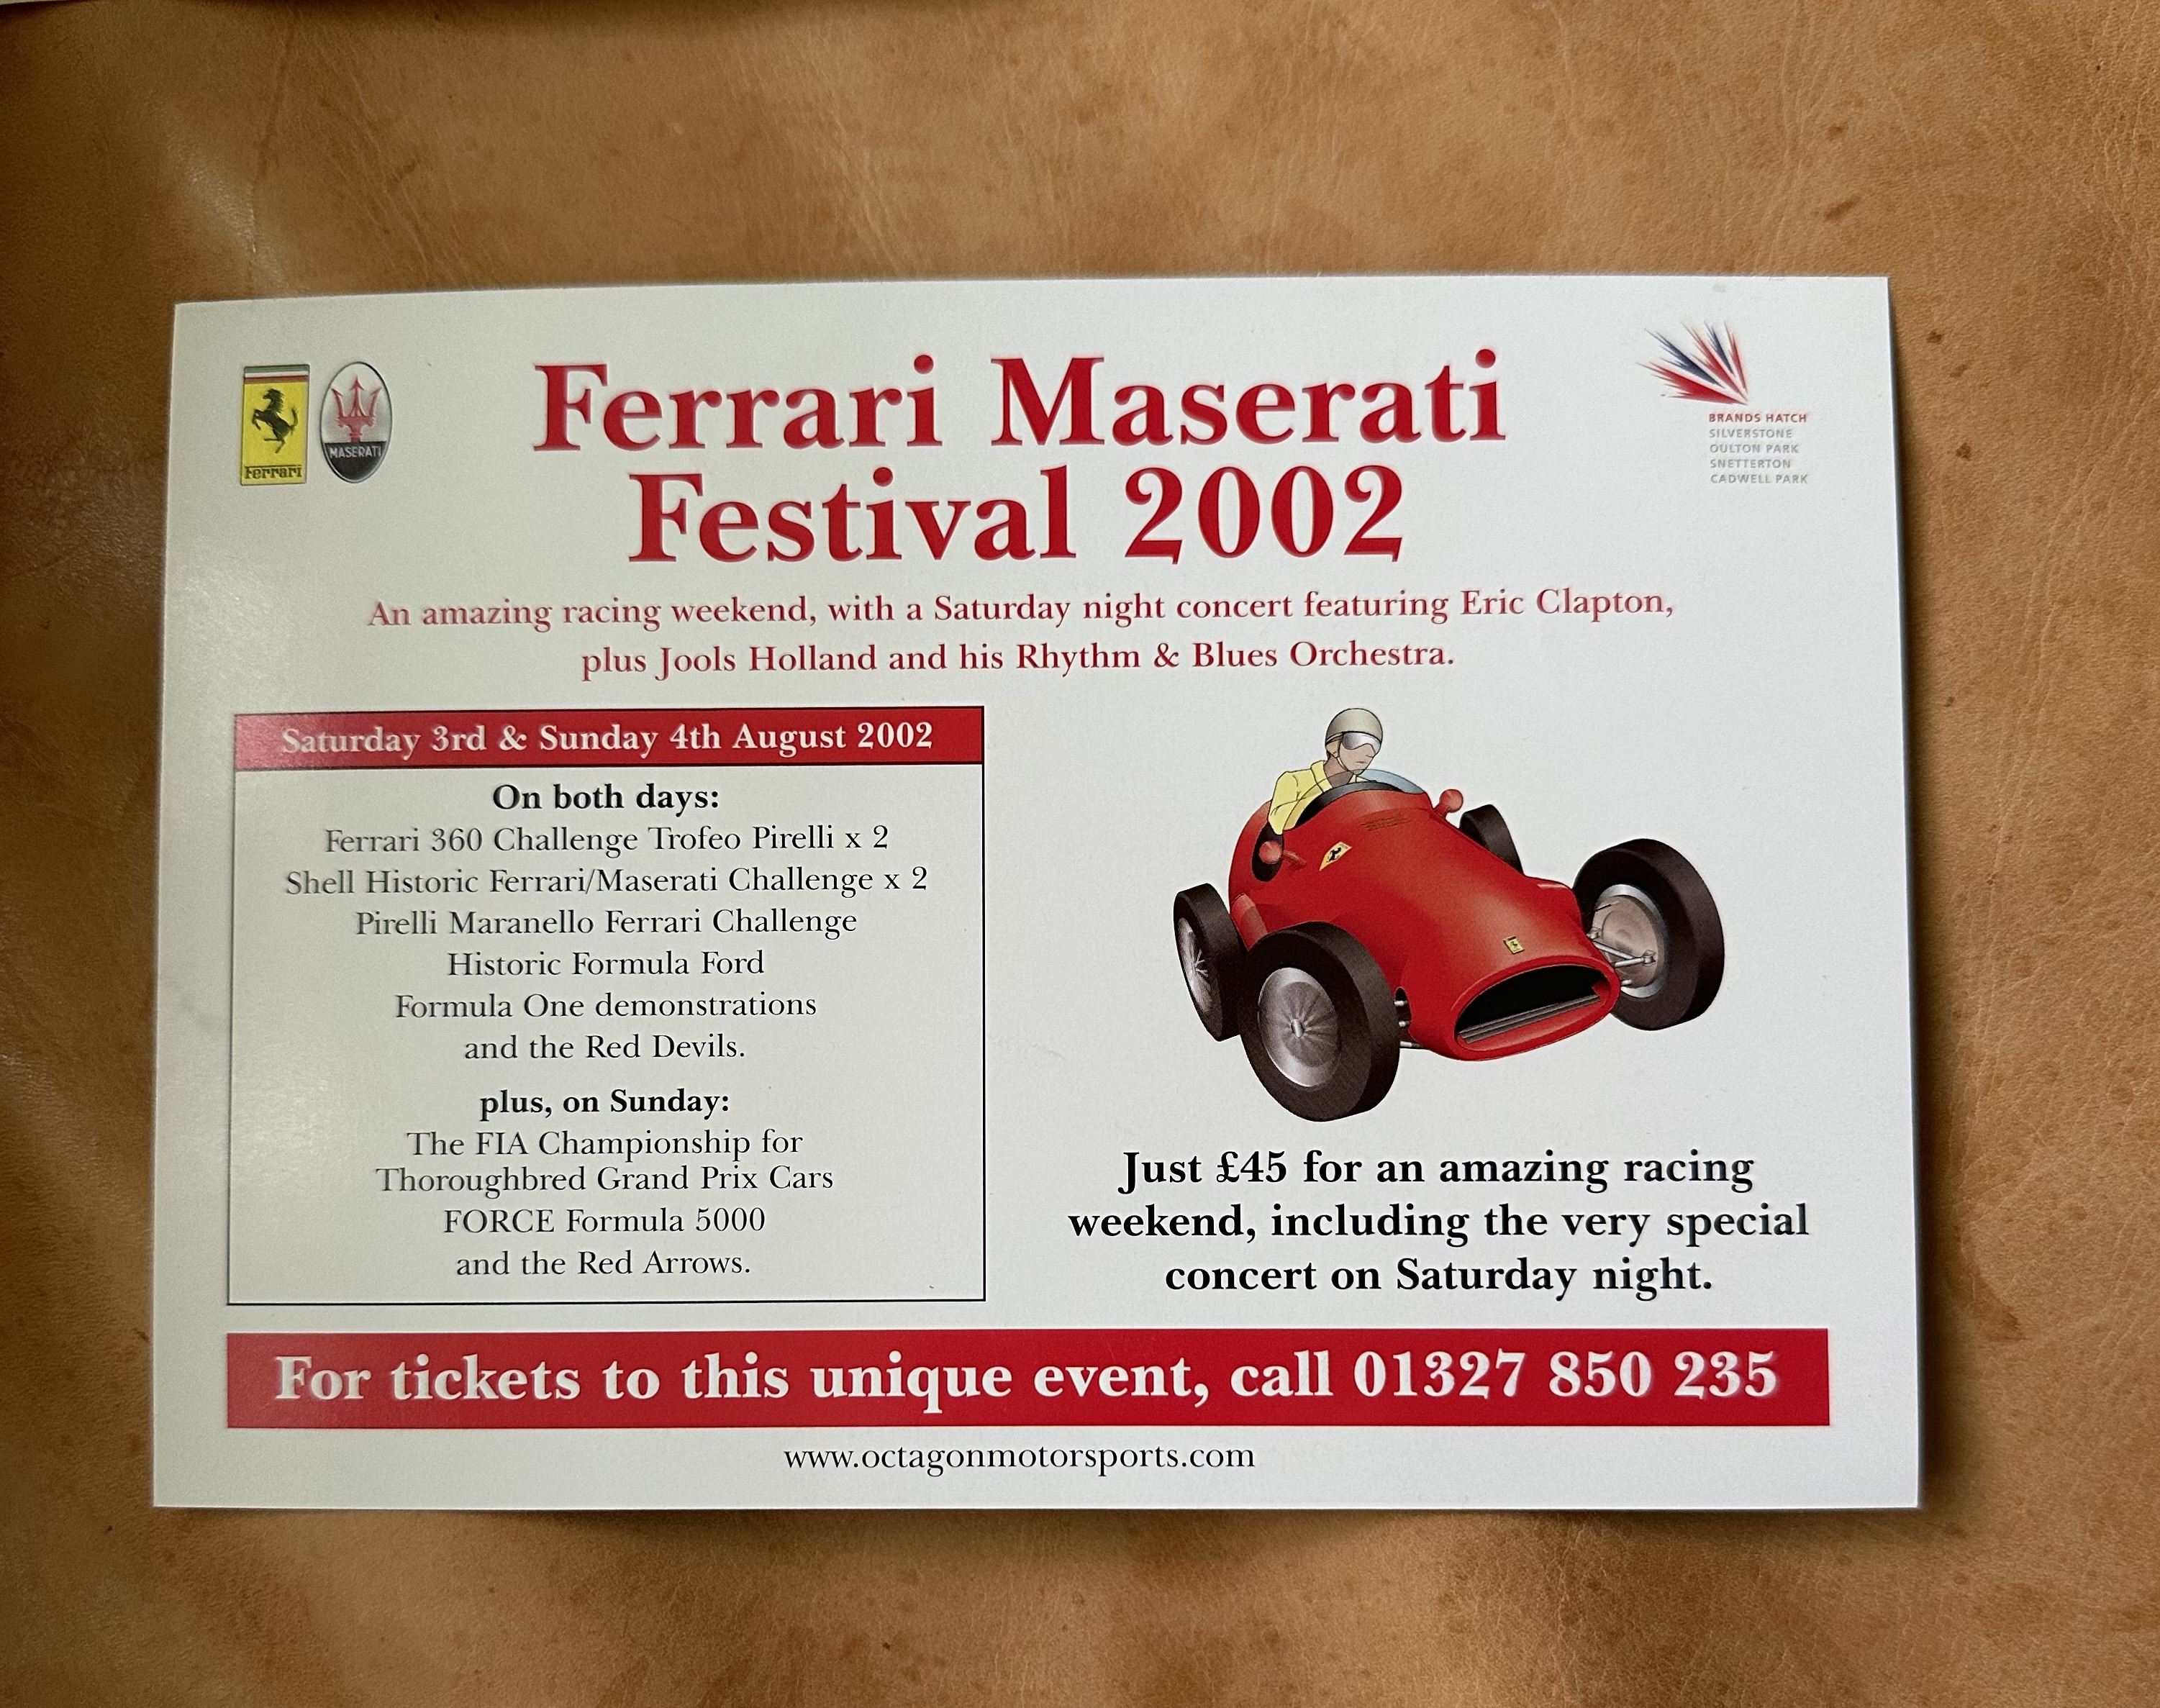 Ferrari
MASERATI
Ferrari Maserati
Festival 2002
BRANDS HATCH
SILVERSTONE
OULTON PARK
SNETTERTON
CADWELL PARK
An amazing racing weekend, with a Saturday night concert featuring Eric Clapton,
plus Jools Holland and his Rhythm & Blues Orchestra.
Saturday 3rd & Sunday 4th August 2002
On both days:
Ferrari 360 Challenge Trofeo Pirelli x 2
Shell Historic Ferrari/Maserati Challenge x 2
Pirelli Maranello Ferrari Challenge
Historic Formula Ford
Formula One demonstrations
and the Red Devils.
plus, on Sunday:
The FIA Championship for
Thoroughbred Grand Prix Cars
FORCE Formula 5000
and the Red Arrows.
Just £45 for an amazing racing
weekend, including the very special
concert on Saturday night.
For tickets to this unique event, call 01327 850 235
www.octagonmotorsports.com